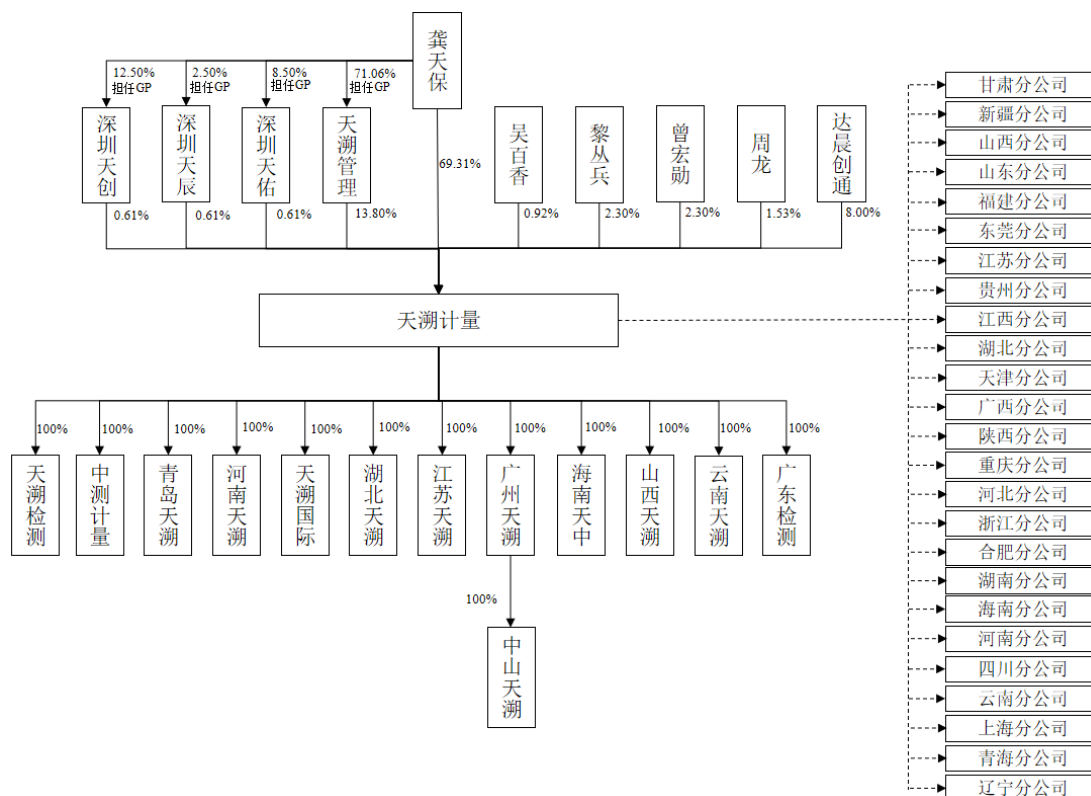 龚天保
12.50%
担任GP
2.50%
担任GP
8.50%
担任GP
71.06%
担任GP
深圳天创
深圳天辰
深圳天佑
天溯管理
69.31%
吴百香
黎丛兵
曾宏勋
周龙
达晨创通
0.61%
0.61%
0.61%
13.80%
0.92%
2.30%
2.30%
1.53%
8.00%
天溯计量
100%
100%
100%
100%
100%
100%
100%
100%
100%
100%
100%
100%
天溯检测
中测计量
青岛天溯
河南天溯
天溯国际
湖北天溯
江苏天溯
广州天溯
海南天中
山西天溯
云南天溯
广东检测
100%
中山天溯
甘肃分公司
新疆分公司
山西分公司
山东分公司
福建分公司
东莞分公司
江苏分公司
贵州分公司
江西分公司
湖北分公司
天津分公司
广西分公司
陕西分公司
重庆分公司
河北分公司
浙江分公司
合肥分公司
湖南分公司
海南分公司
河南分公司
四川分公司
云南分公司
上海分公司
青海分公司
辽宁分公司